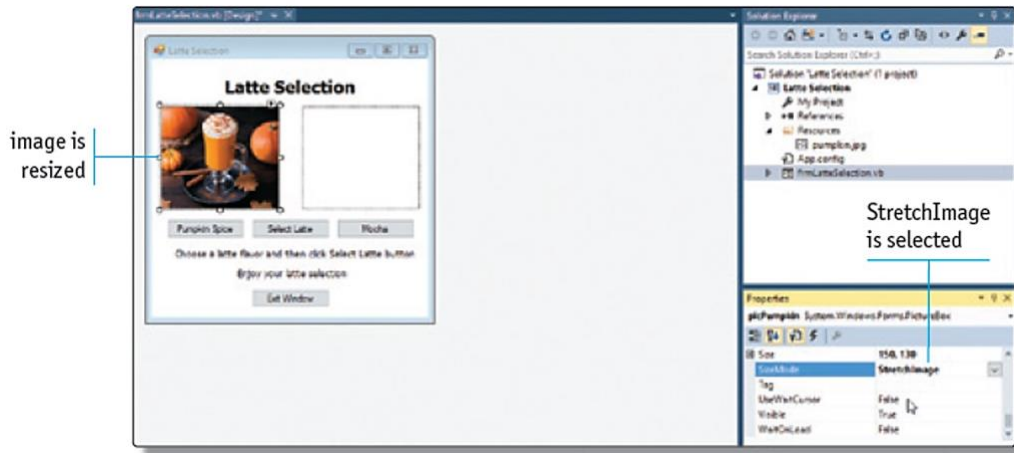 frmLatteSelection.vb [Design]*
Latte Selection
Latte Selection
image is
resized
Pumpkin Spice
Select Latte
Mocha
Choose a latte flavor and then click Select Latte button
Enjoy your latte selection
Exit Window
Solution Explorer
Search Solution Explorer (Ctrl+;)
Solution 'Latte Selection' (1 project)
Latte Selection
My Project
References
Resources
pumpkin.jpg
App.config
frmLatteSelection.vb
StretchImage
is selected
Properties
picPumpkin System.Windows.Forms.PictureBox
Size 150, 130
SizeMode StretchImage
Tag
UseWaitCursor False
Visible True
WaitOnLoad False